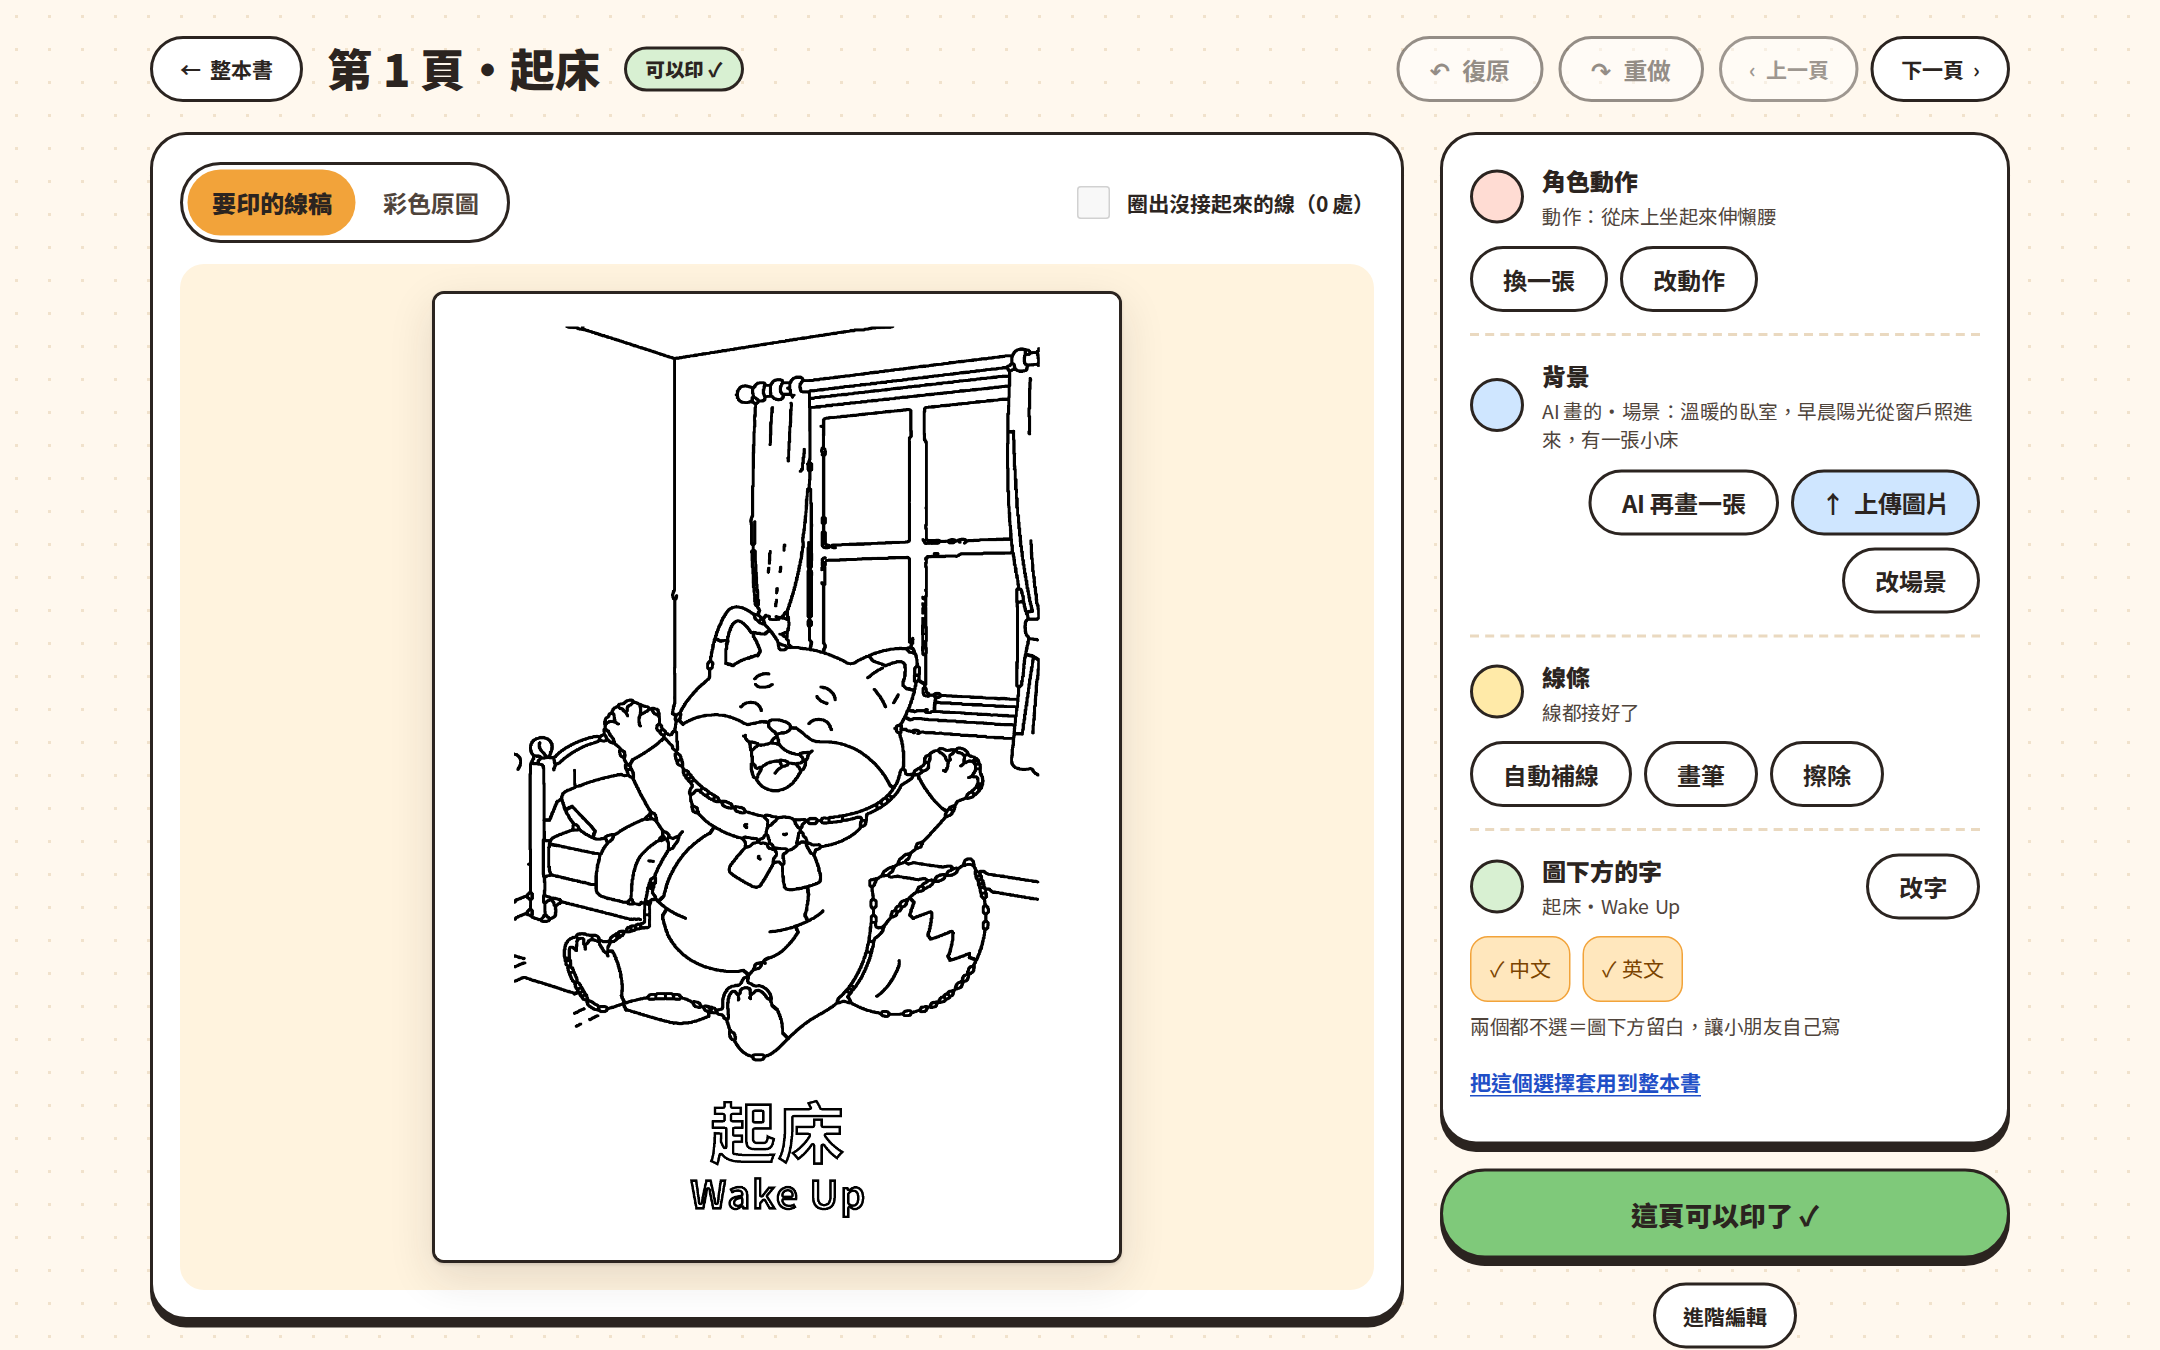 ← 整本書
第 1 頁・起床
可以印 ✓
↶ 復原
↷ 重做
‹ 上一頁
下一頁 ›
要印的線稿
彩色原圖
圈出沒接起來的線（0 處）
起床
Wake Up
角色動作
動作：從床上坐起來伸懶腰
換一張
改動作
背景
AI 畫的・場景：溫暖的臥室，早晨陽光從窗戶照進
來，有一張小床
AI 再畫一張
↑ 上傳圖片
改場景
線條
線都接好了
自動補線
畫筆
擦除
圖下方的字
起床・Wake Up
改字
✓ 中文
✓ 英文
兩個都不選＝圖下方留白，讓小朋友自己寫
把這個選擇套用到整本書
這頁可以印了 ✓
進階編輯